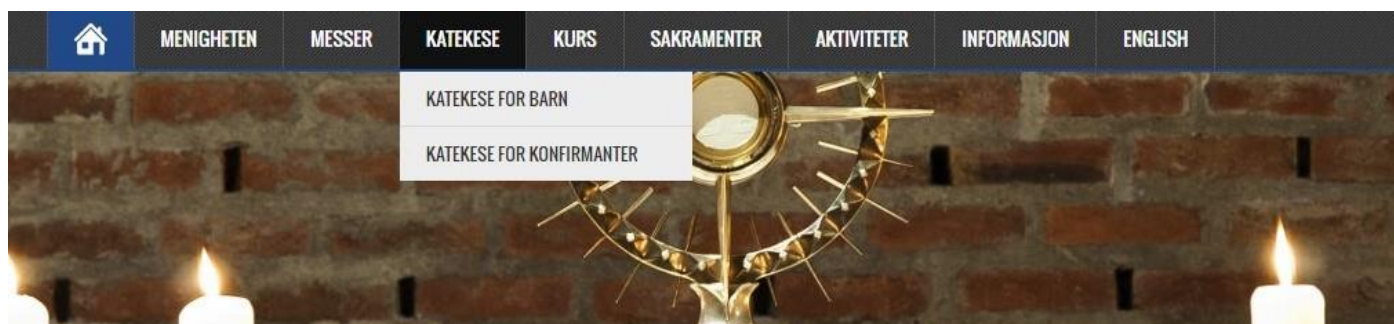 MENIGHETEN MESSER KATEKESE KURS SAKRAMENTER AKTIVITETER INFORMASJON ENGLISH
KATEKESE FOR BARN
KATEKESE FOR KONFIRMANTER